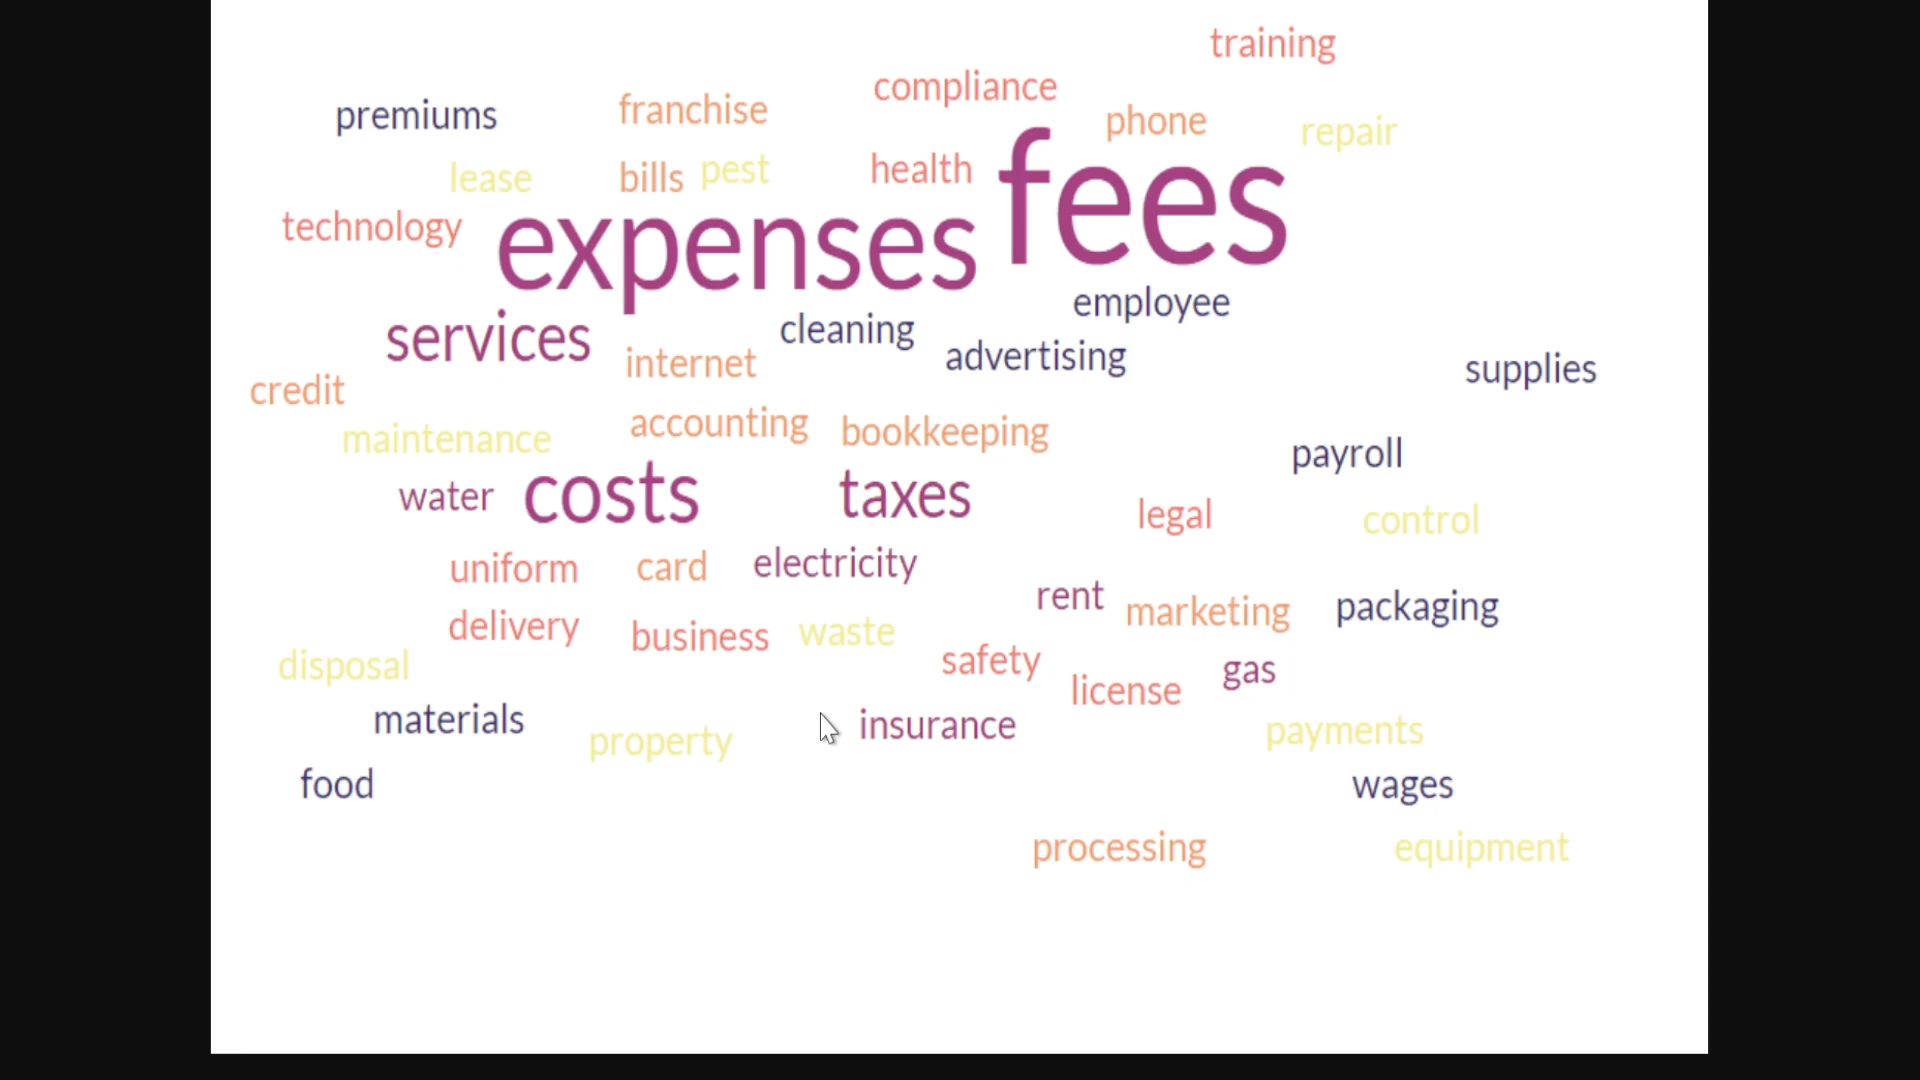 training
compliance
premiums
franchise
phone
repair
lease
bills
pest
health
fees
technology
expenses
employee
services
cleaning
advertising
internet
supplies
credit
accounting
bookkeeping
maintenance
payroll
water
costs
taxes
legal
control
uniform
card
electricity
rent
marketing
packaging
delivery
business
waste
safety
disposal
license
gas
materials
property
insurance
payments
food
wages
processing
equipment